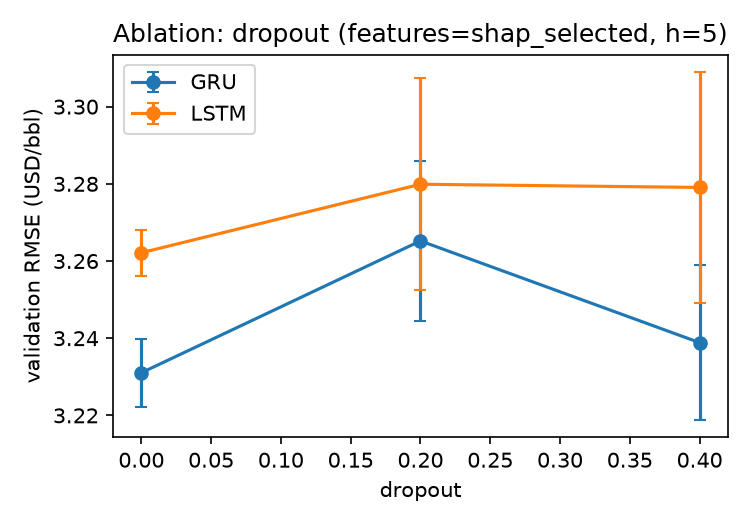 Ablation: dropout (features=shap_selected, h=5)
GRU
LSTM
validation RMSE (USD/bbl)
3.30
3.28
3.26
3.24
3.22
0.00 0.05 0.10 0.15 0.20 0.25 0.30 0.35 0.40
dropout